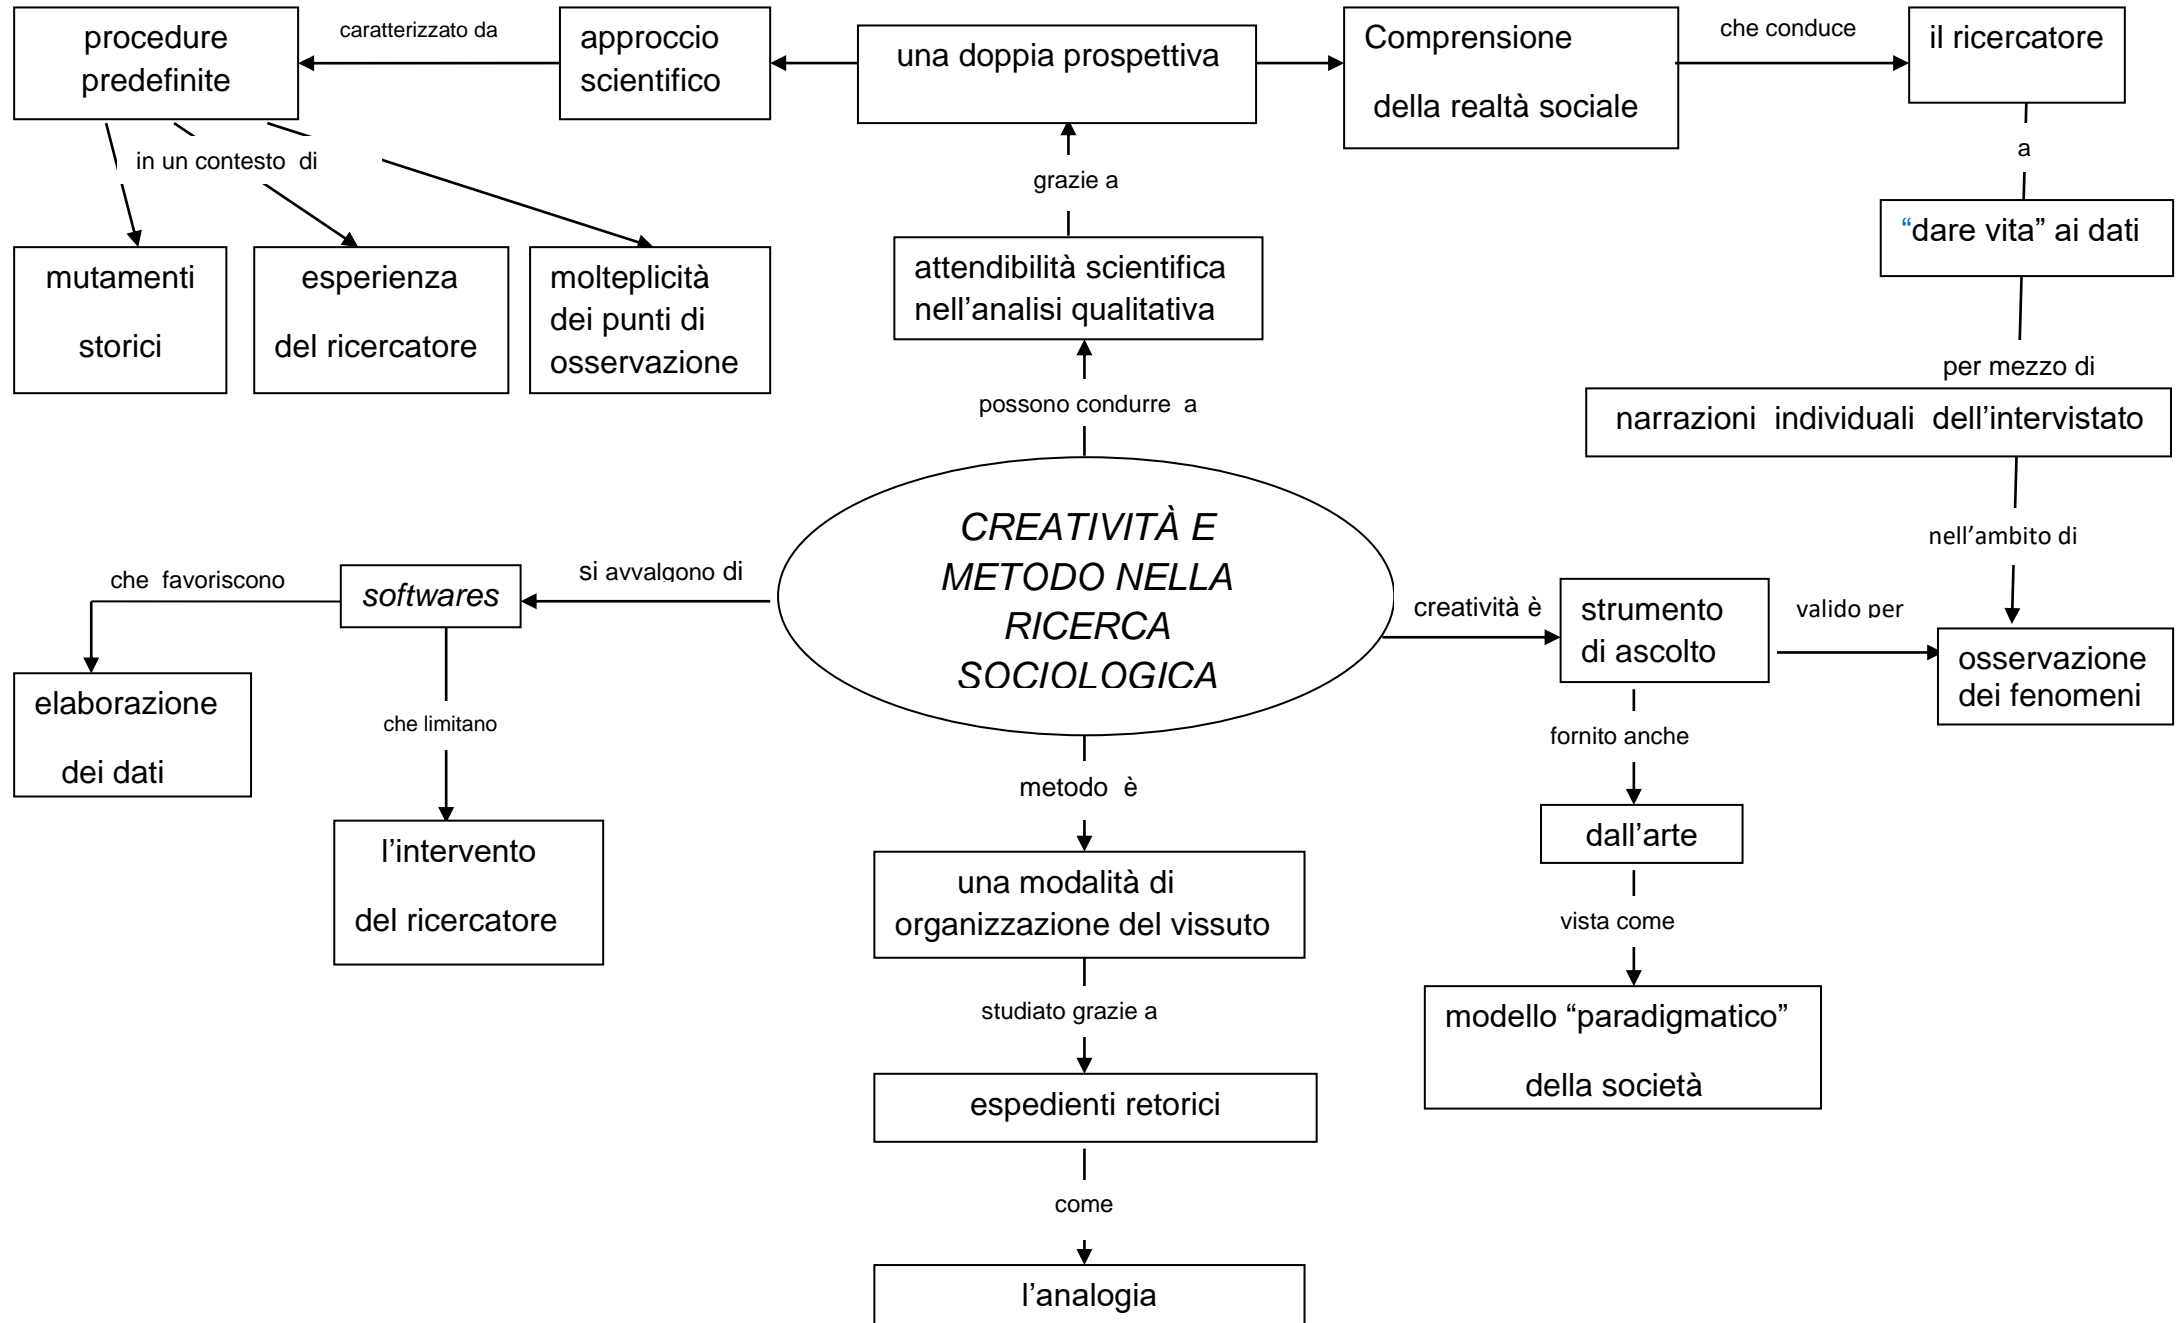 procedure
predefinite
caratterizzato da
approccio
scientifico
una doppia prospettiva
Comprensione
della realtà sociale
che conduce
il ricercatore
in un contesto di
grazie a
a
“dare vita” ai dati
mutamenti
storici
esperienza
del ricercatore
molteplicità
dei punti di
osservazione
attendibilità scientifica
nell’analisi qualitativa
per mezzo di
possono condurre a
narrazioni individuali dell’intervistato
CREATIVITÀ E
METODO NELLA
RICERCA
SOCIOLOGICA
nell’ambito di
che favoriscono
softwares
si avvalgono di
creatività è
strumento
di ascolto
valido per
osservazione
dei fenomeni
elaborazione
dei dati
che limitano
fornito anche
metodo è
l’intervento
del ricercatore
dall’arte
una modalità di
organizzazione del vissuto
vista come
studiato grazie a
modello “paradigmatico”
della società
espedienti retorici
come
l’analogia